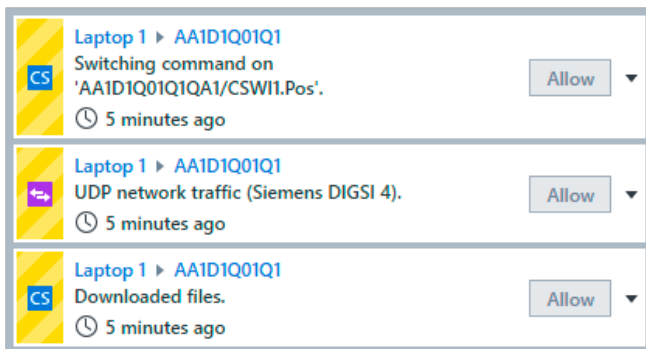 Laptop 1 ▸ AA1D1Q01Q1
CS
Switching command on
'AA1D1Q01Q1QA1/CSWI1.Pos'.
Allow
5 minutes ago
Laptop 1 ▸ AA1D1Q01Q1
UDP network traffic (Siemens DIGSI 4).
Allow
5 minutes ago
Laptop 1 ▸ AA1D1Q01Q1
CS
Downloaded files.
Allow
5 minutes ago